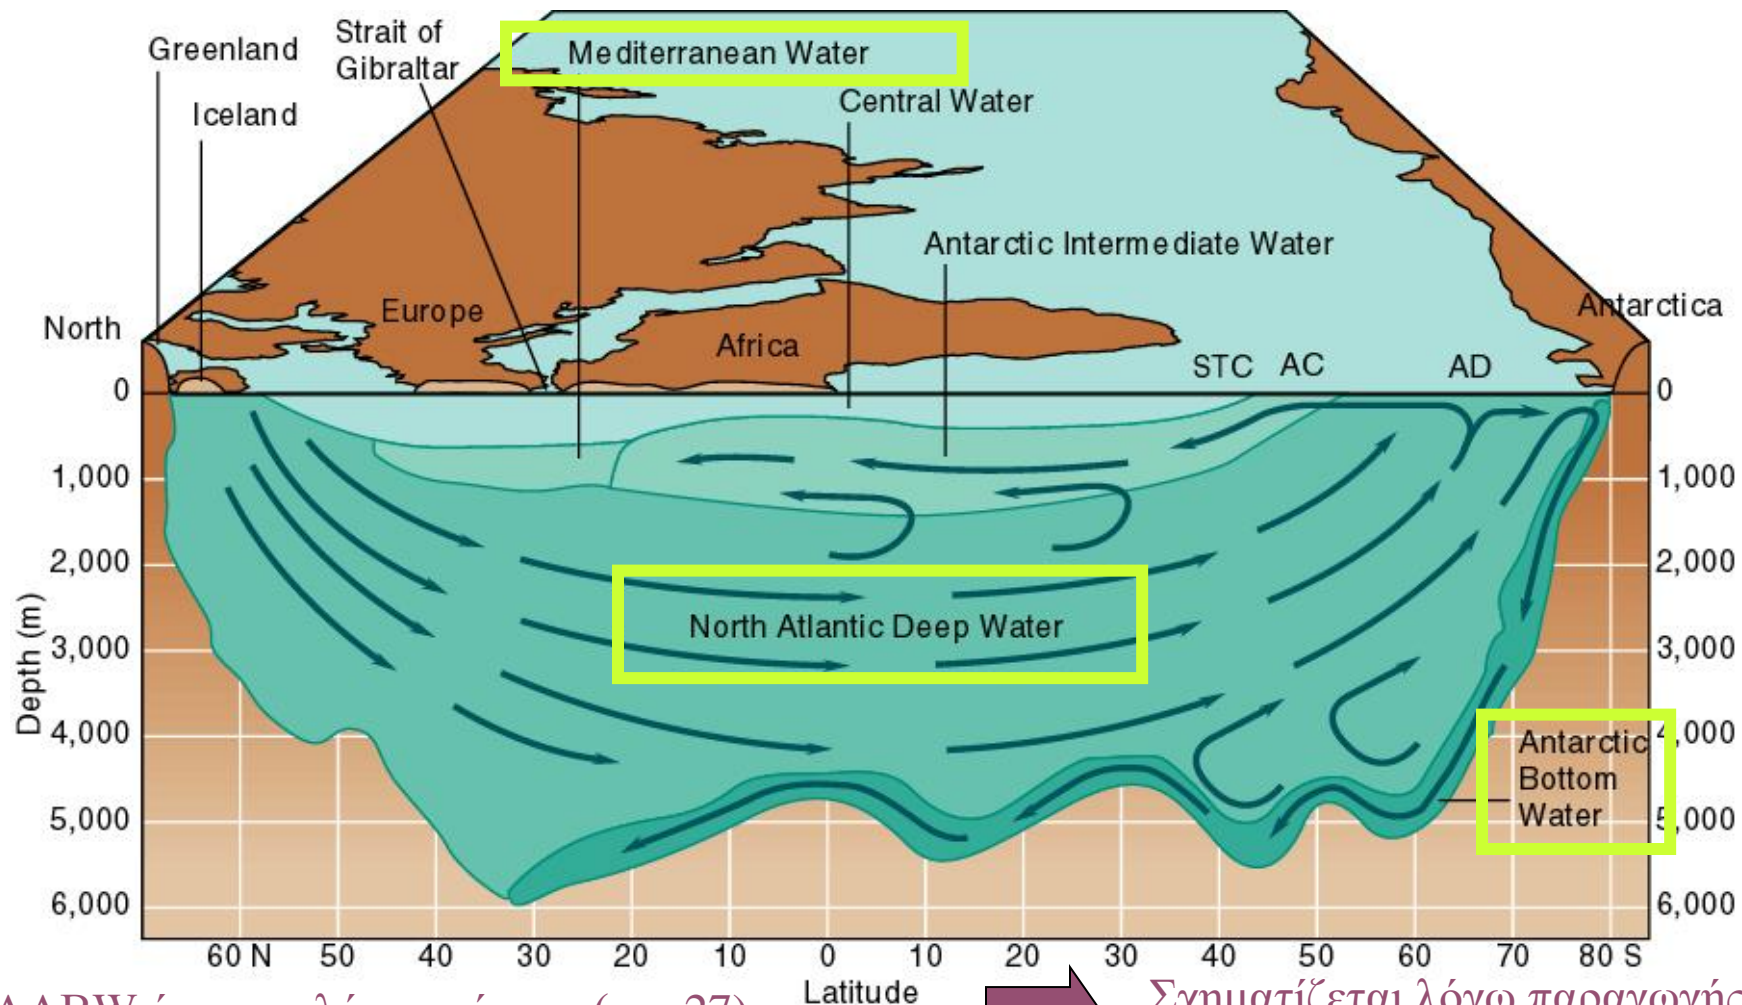 Greenland
Strait of
Gibraltar
Mediterranean Water
Iceland
Central Water
Antarctic Intermediate Water
Antarctica
Europe
North
Africa
STC AC AD
0
0
1,000
1,000
2,000
2,000
North Atlantic Deep Water
3,000
3,000
Depth (m)
4,000
4,000
Antarctic
Bottom
Water
5,000
5,000
6,000
6,000
60 N 50 40 30 20 10 0 10 20 30 40 50 60 70 80 S
Latitude
Σχηματίζεται λόγω παραγωγής